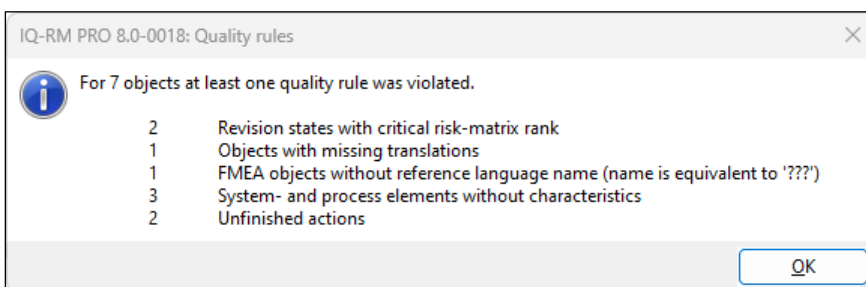 IQ-RM PRO 8.0-0018: Quality rules
For 7 objects at least one quality rule was violated.
2 Revision states with critical risk-matrix rank
1 Objects with missing translations
1 FMEA objects without reference language name (name is equivalent to '???')
3 System- and process elements without characteristics
2 Unfinished actions
OK